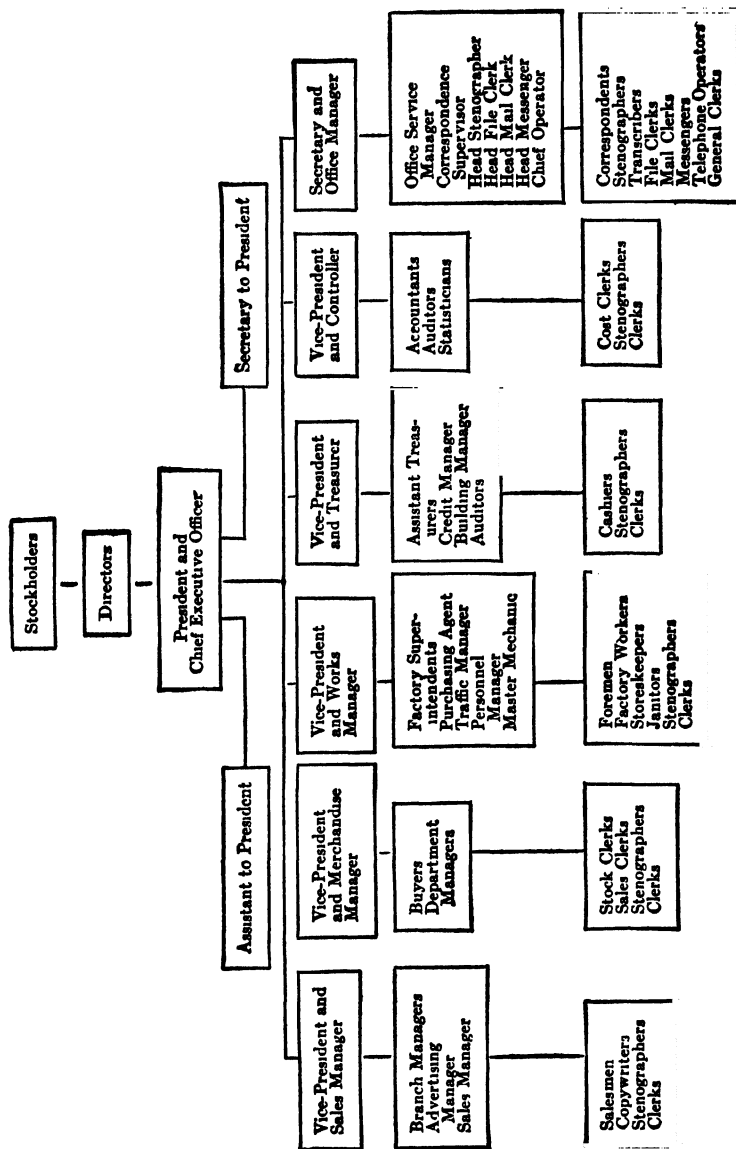 Stockholders
Directors
President and
Chief Executive Officer
Assistant to President
Secretary to President
Vice-President and
Sales Manager
Vice-President
and Merchandise
Manager
Vice-President
and Works
Manager
Vice-President
and Treasurer
Vice-President
and Controller
Secretary and
Office Manager
Branch Managers
Advertising
Manager
Sales Manager
Buyers
Department
Managers
Factory Super-
intendents
Purchasing Agent
Traffic Manager
Personnel
Manager
Master Mechanic
Assistant Treas-
urers
Credit Manager
Building Manager
Auditors
Accountants
Auditors
Statisticians
Office Service
Manager
Correspondence
Supervisor
Head Stenographer
Head File Clerk
Head Mail Clerk
Head Messenger
Chief Operator
Salesmen
Copywriters
Stenographers
Clerks
Stock Clerks
Sales Clerks
Stenographers
Clerks
Foremen
Factory Workers
Storeskeepers
Janitors
Stenographers
Clerks
Cashiers
Stenographers
Clerks
Cost Clerks
Stenographers
Clerks
Correspondents
Stenographers
Transcribers
File Clerks
Mail Clerks
Messengers
Telephone Operators
General Clerks